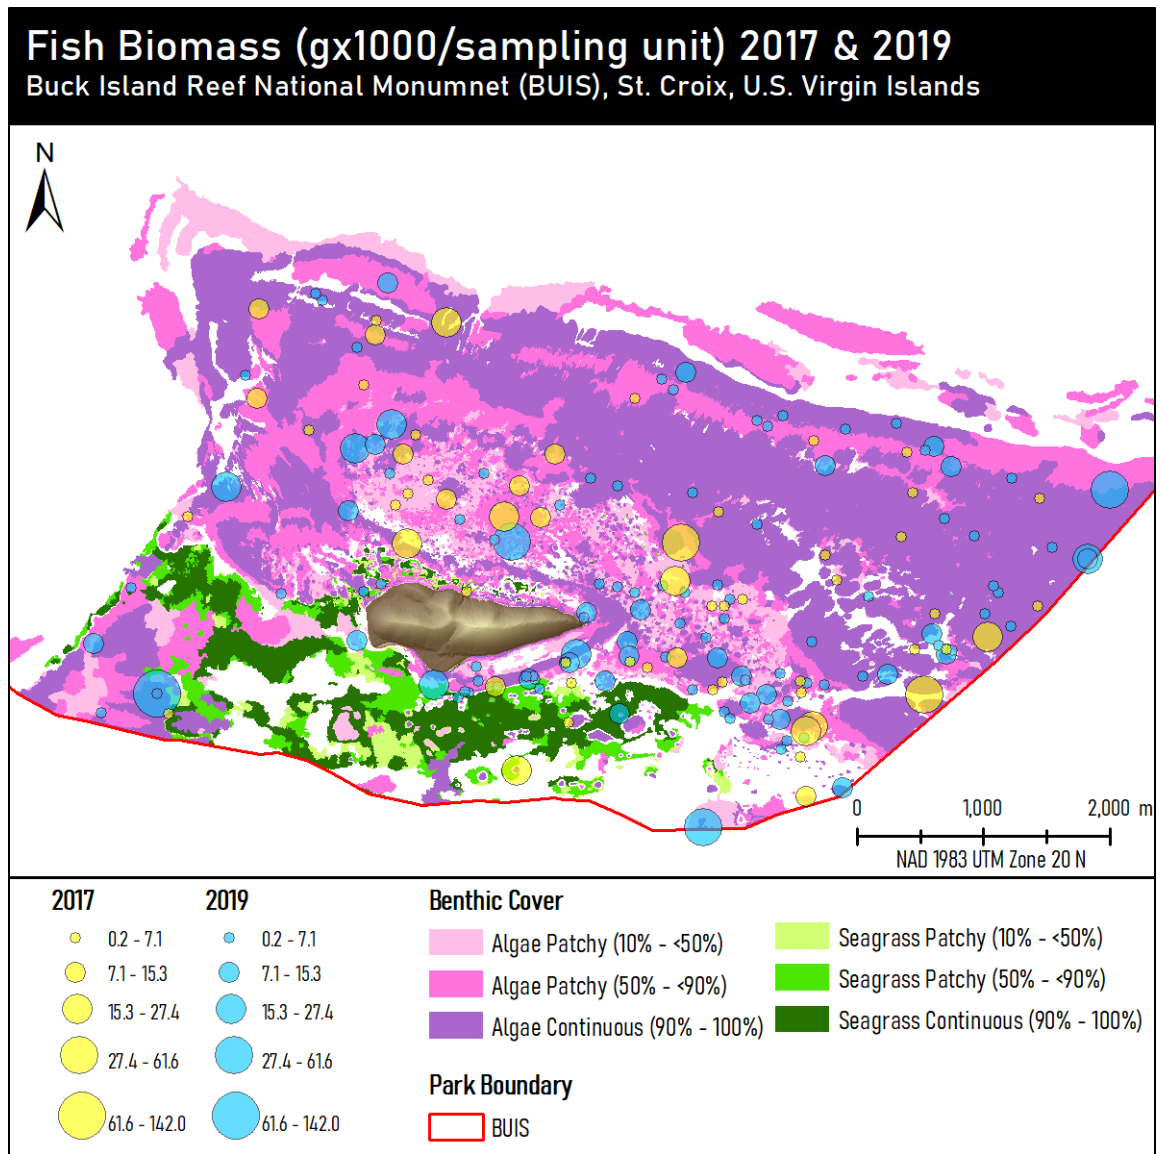 Fish Biomass (gx1000/sampling unit) 2017 & 2019
Buck Island Reef National Monumnet (BUIS), St. Croix, U.S. Virgin Islands
N
0 1,000 2,000 m
NAD 1983 UTM Zone 20 N
2017
0.2 - 7.1
7.1 - 15.3
15.3 - 27.4
27.4 - 61.6
61.6 - 142.0
2019
0.2 - 7.1
7.1 - 15.3
15.3 - 27.4
27.4 - 61.6
61.6 - 142.0
Benthic Cover
Algae Patchy (10% - <50%)
Algae Patchy (50% - <90%)
Algae Continuous (90% - 100%)
Seagrass Patchy (10% - <50%)
Seagrass Patchy (50% - <90%)
Seagrass Continuous (90% - 100%)
Park Boundary
BUIS